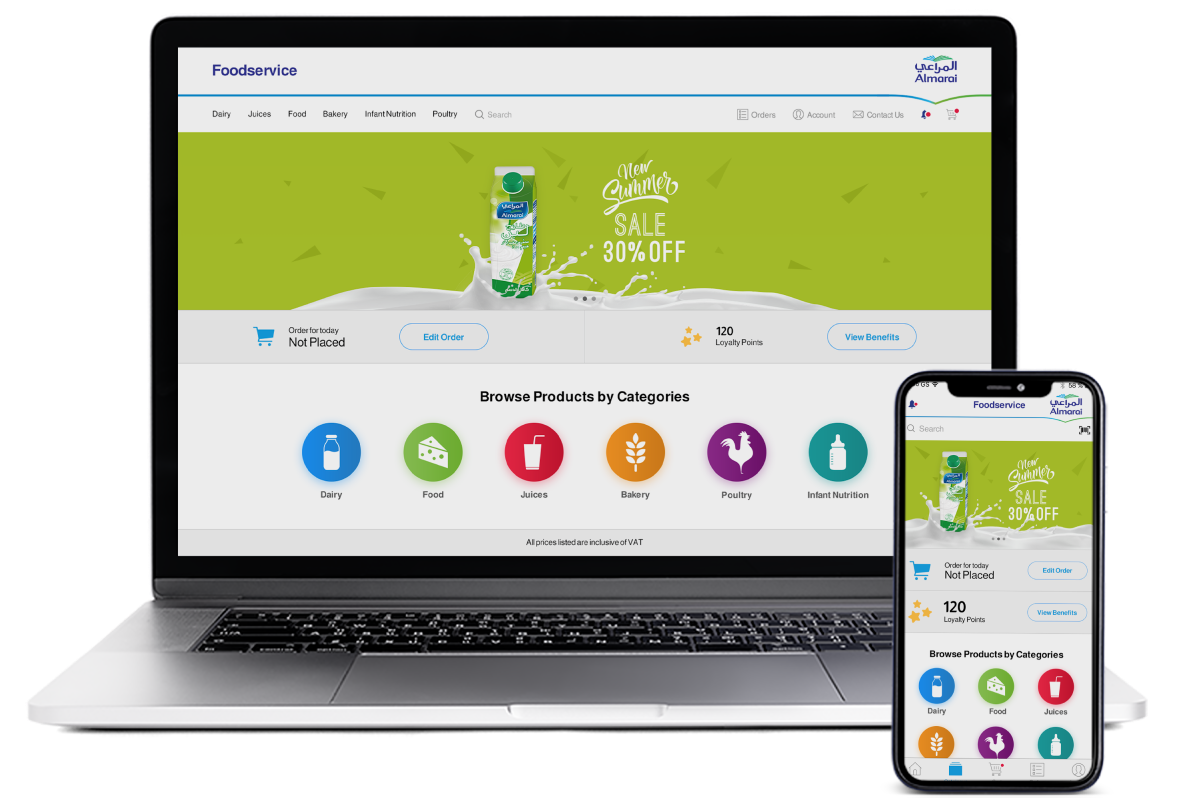 Foodservice
المراعي
Almarai
Dairy
Juices
Food
Bakery
Infant Nutrition
Poultry
Search
Orders
Account
Contact Us
المراعي
Almarai
New
Summer
SALE
30% OFF
Order for today
Not Placed
Edit Order
120
Loyalty Points
View Benefits
Browse Products by Categories
Dairy
Food
Juices
Bakery
Poultry
Infant Nutrition
All prices listed are inclusive of VAT
58 %
Foodservice
المراعي
Almarai
Search
Almarai
New
Summer
SALE
30% OFF
Order for today
Not Placed
Edit Order
120
Loyalty Points
View Benefits
Browse Products by Categories
Dairy
Food
Juices